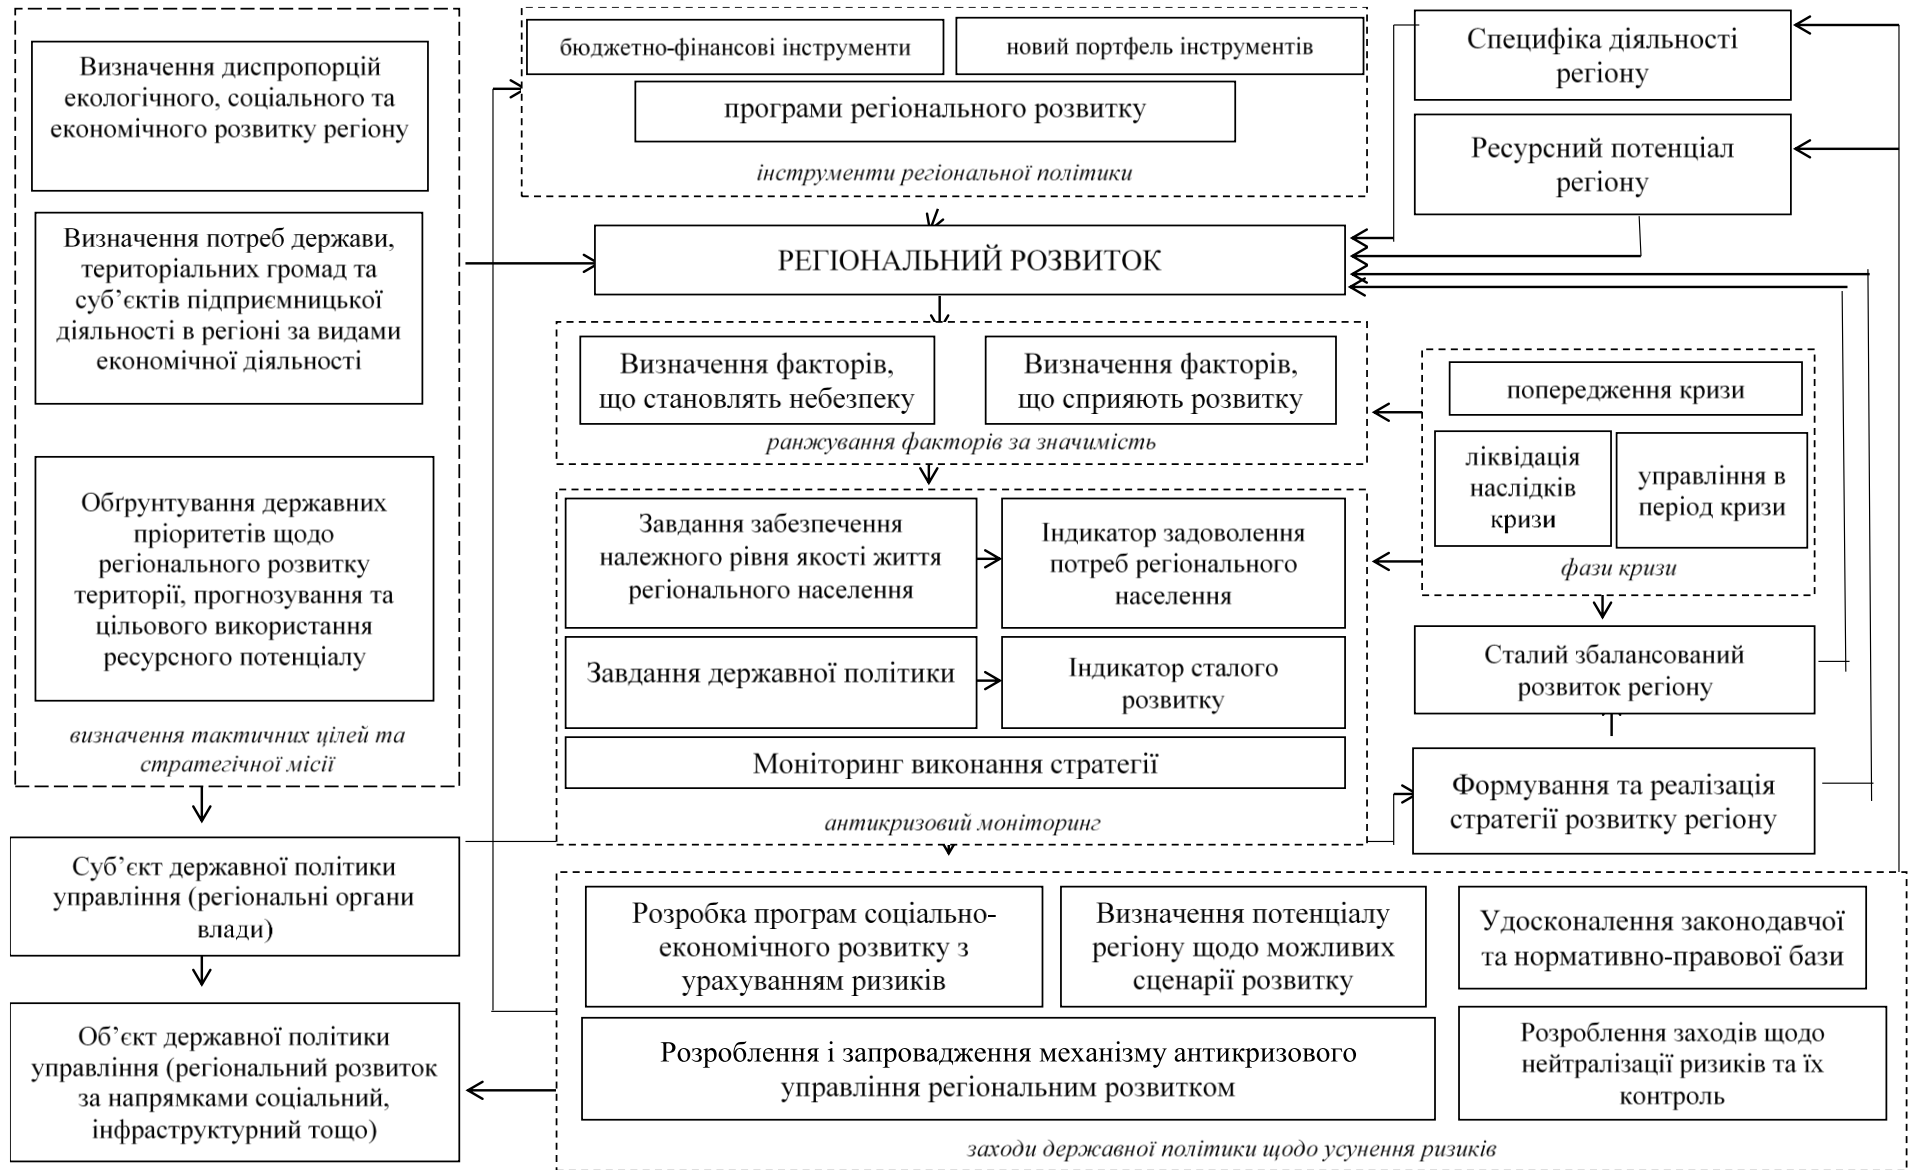 Визначення диспропорцій
екологічного, соціального та
економічного розвитку регіону
Визначення потреб держави,
територіальних громад та
суб’єктів підприємницької
діяльності в регіоні за видами
економічної діяльності
Обґрунтування державних
пріоритетів щодо
регіонального розвитку
території, прогнозування та
цільового використання
ресурсного потенціалу
визначення тактичних цілей та
стратегічної місії
Суб’єкт державної політики
управління (регіональні органи
влади)
Об’єкт державної політики
управління (регіональний розвиток
за напрямками соціальний,
інфраструктурний тощо)
бюджетно-фінансові інструменти
новий портфель інструментів
програми регіонального розвитку
інструменти регіональної політики
РЕГІОНАЛЬНИЙ РОЗВИТОК
Визначення факторів,
що становлять небезпеку
Визначення факторів,
що сприяють розвитку
ранжування факторів за значимість
Завдання забезпечення
належного рівня якості життя
регіонального населення
Індикатор задоволення
потреб регіонального
населення
Завдання державної політики
Індикатор сталого
розвитку
Моніторинг виконання стратегії
антикризовий моніторинг
Специфіка діяльності
регіону
Ресурсний потенціал
регіону
попередження кризи
ліквідація
наслідків
кризи
управління в
період кризи
фази кризи
Сталий збалансований
розвиток регіону
Формування та реалізація
стратегії розвитку регіону
Розробка програм соціально-
економічного розвитку з
урахуванням ризиків
Визначення потенціалу
регіону щодо можливих
сценарії розвитку
Удосконалення законодавчої
та нормативно-правової бази
Розроблення і запровадження механізму антикризового
управління регіональним розвитком
Розроблення заходів щодо
нейтралізації ризиків та їх
контроль
заходи державної політики щодо усунення ризиків